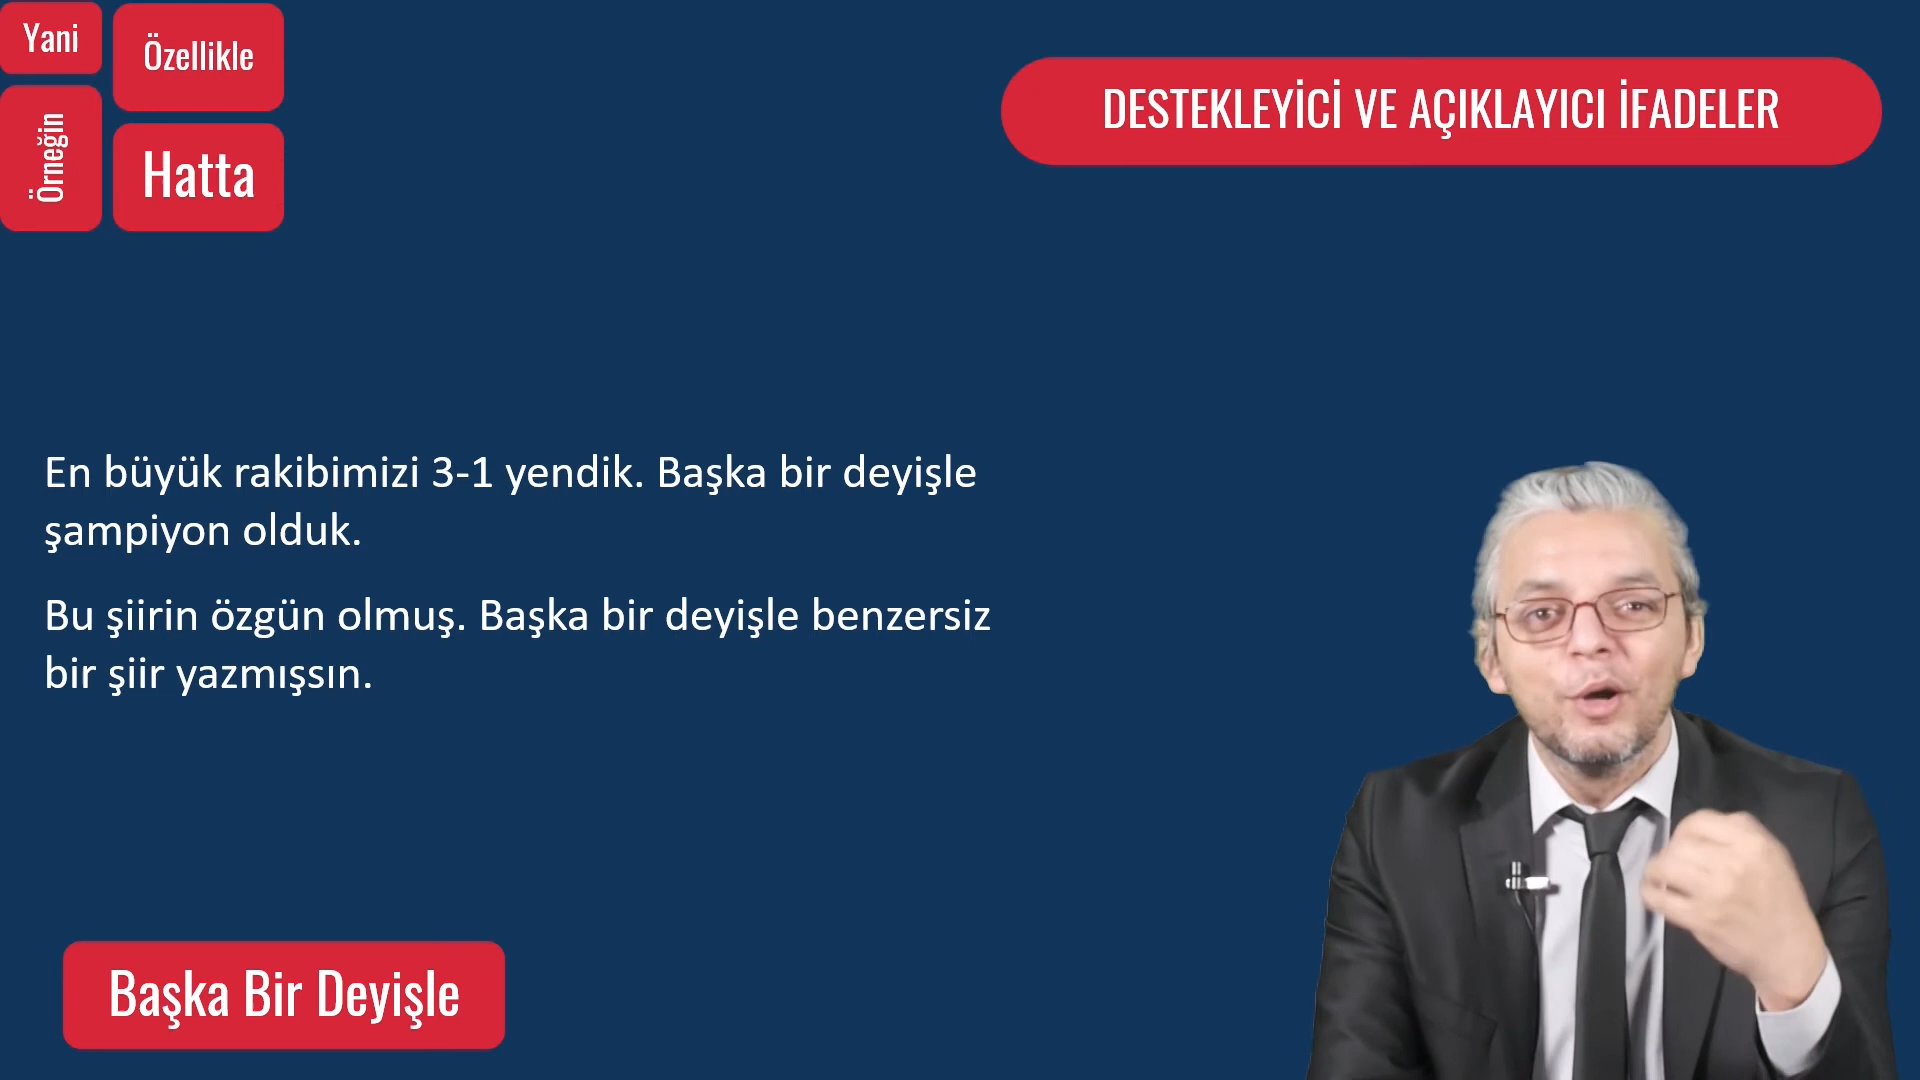 Yani
Özellikle
Örneğin
Hatta
DESTEKLEYİCİ VE AÇIKLAYICI İFADELER
En büyük rakibimizi 3-1 yendik. Başka bir deyişle
şampiyon olduk.
Bu şiirin özgün olmuş. Başka bir deyişle benzersiz
bir şiir yazmışsın.
Başka Bir Deyişle